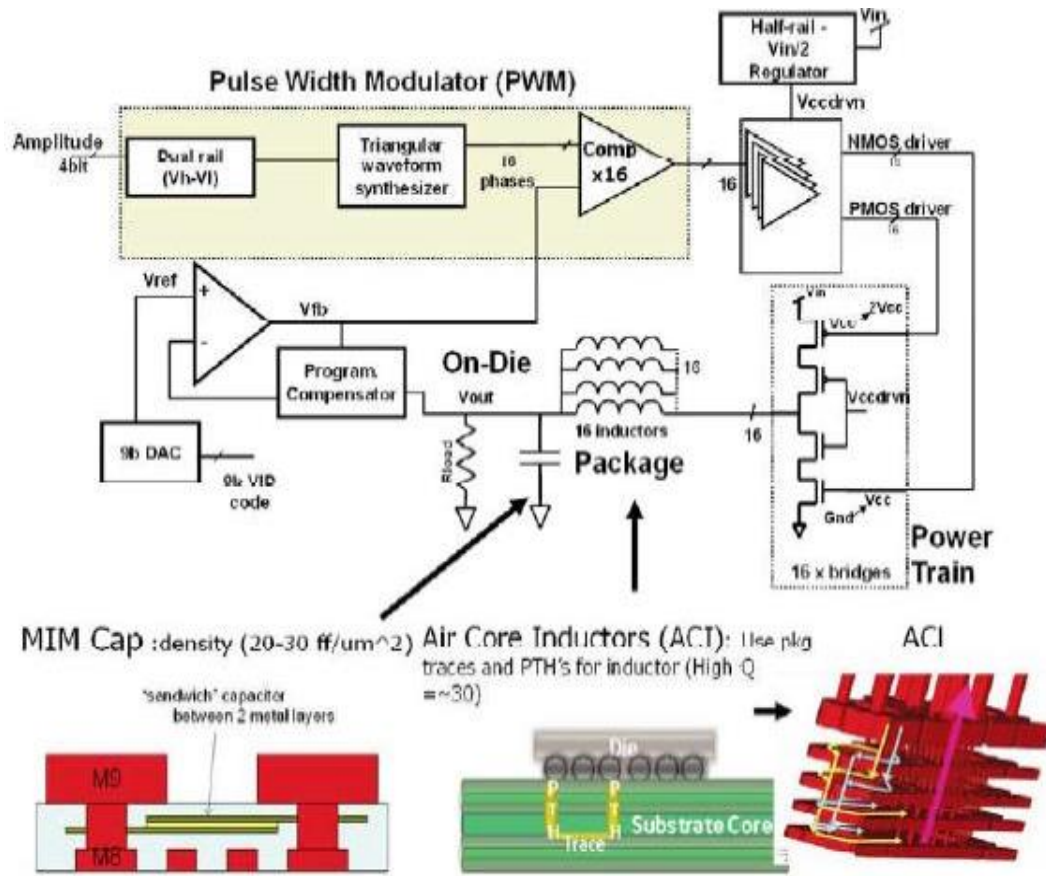 Half-rail -
Vin/2
Regulator
Vin
Pulse Width Modulator (PWM)
Vccdrvn
Amplitude
4bit
Dual rail
(Vh-Vl)
Triangular
waveform
synthesizer
16
phases
Comp
x16
16
NMOS driver
16
PMOS driver
16
Vref
+
-
Vfb
Program.
Compensator
9b DAC
9b VID
code
On-Die
Vout
Rload
16 inductors
Package
16
16
Vin
Vcc
2Vcc
Vccdrvn
Gnd
Vcc
16 x bridges
Power
Train
MIM Cap :density (20-30 ff/um^2)
"sandwich" capacitor
between 2 metal layers
M9
M8
Air Core Inductors (ACI): Use pkg
traces and PTH's for inductor (High Q
=~30)
Die
PTH
PTH
Trace
Substrate Core
ACI